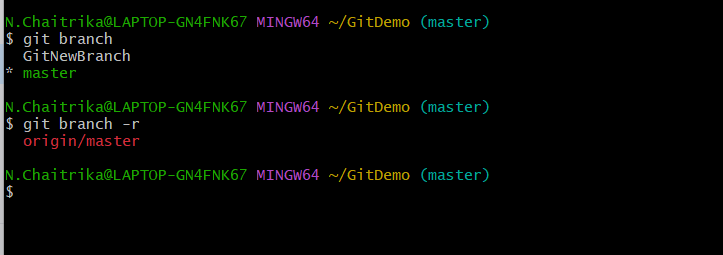 N.Chaitrika@LAPTOP-GN4FNK67 MINGW64 ~/GitDemo (master)
$ git branch
  GitNewBranch
* master
N.Chaitrika@LAPTOP-GN4FNK67 MINGW64 ~/GitDemo (master)
$ git branch -r
  origin/master
N.Chaitrika@LAPTOP-GN4FNK67 MINGW64 ~/GitDemo (master)
$